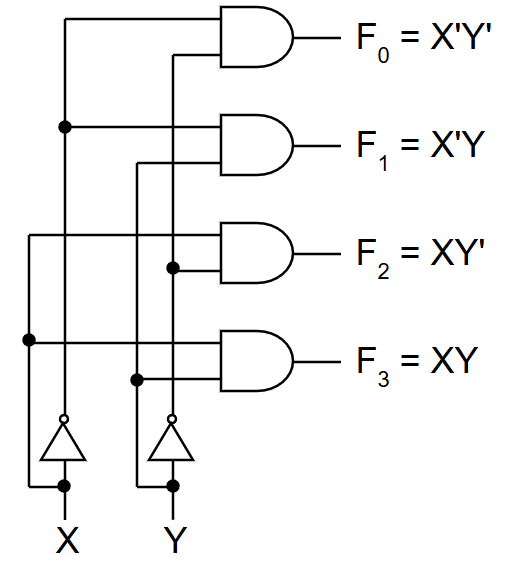 F₀ = X'Y'
F₁ = X'Y
F₂ = XY'
F₃ = XY
X Y